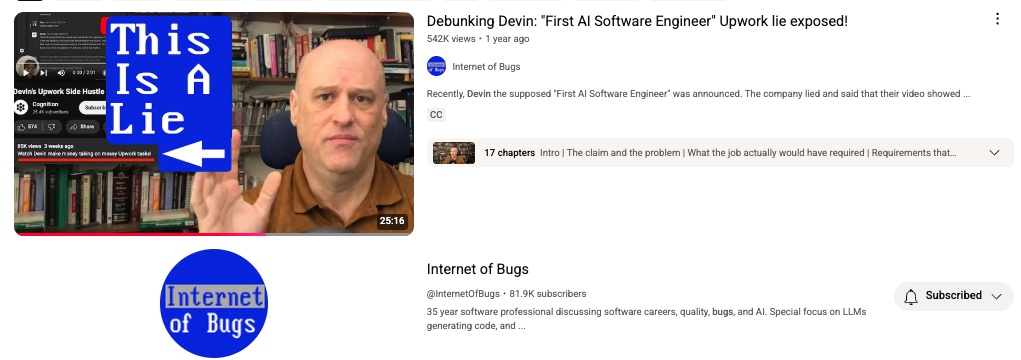 This
Is A
Lie
0:00 / 2:01
Devin's Upwork Side Hustle
Cognition
25.4K subscribers
Subscribe
574
Share
85K views 3 weeks ago
Watch Devin make money taking on messy Upwork tasks!
25:16
Debunking Devin: "First AI Software Engineer" Upwork lie exposed!
542K views • 1 year ago
Internet of Bugs
Internet of Bugs
Recently, Devin the supposed "First AI Software Engineer" was announced. The company lied and said that their video showed ...
CC
17 chapters Intro | The claim and the problem | What the job actually would have required | Requirements that…
Internet
of Bugs
Internet of Bugs
@InternetOfBugs • 81.9K subscribers
35 year software professional discussing software careers, quality, bugs, and AI. Special focus on LLMs
generating code, and ...
Subscribed